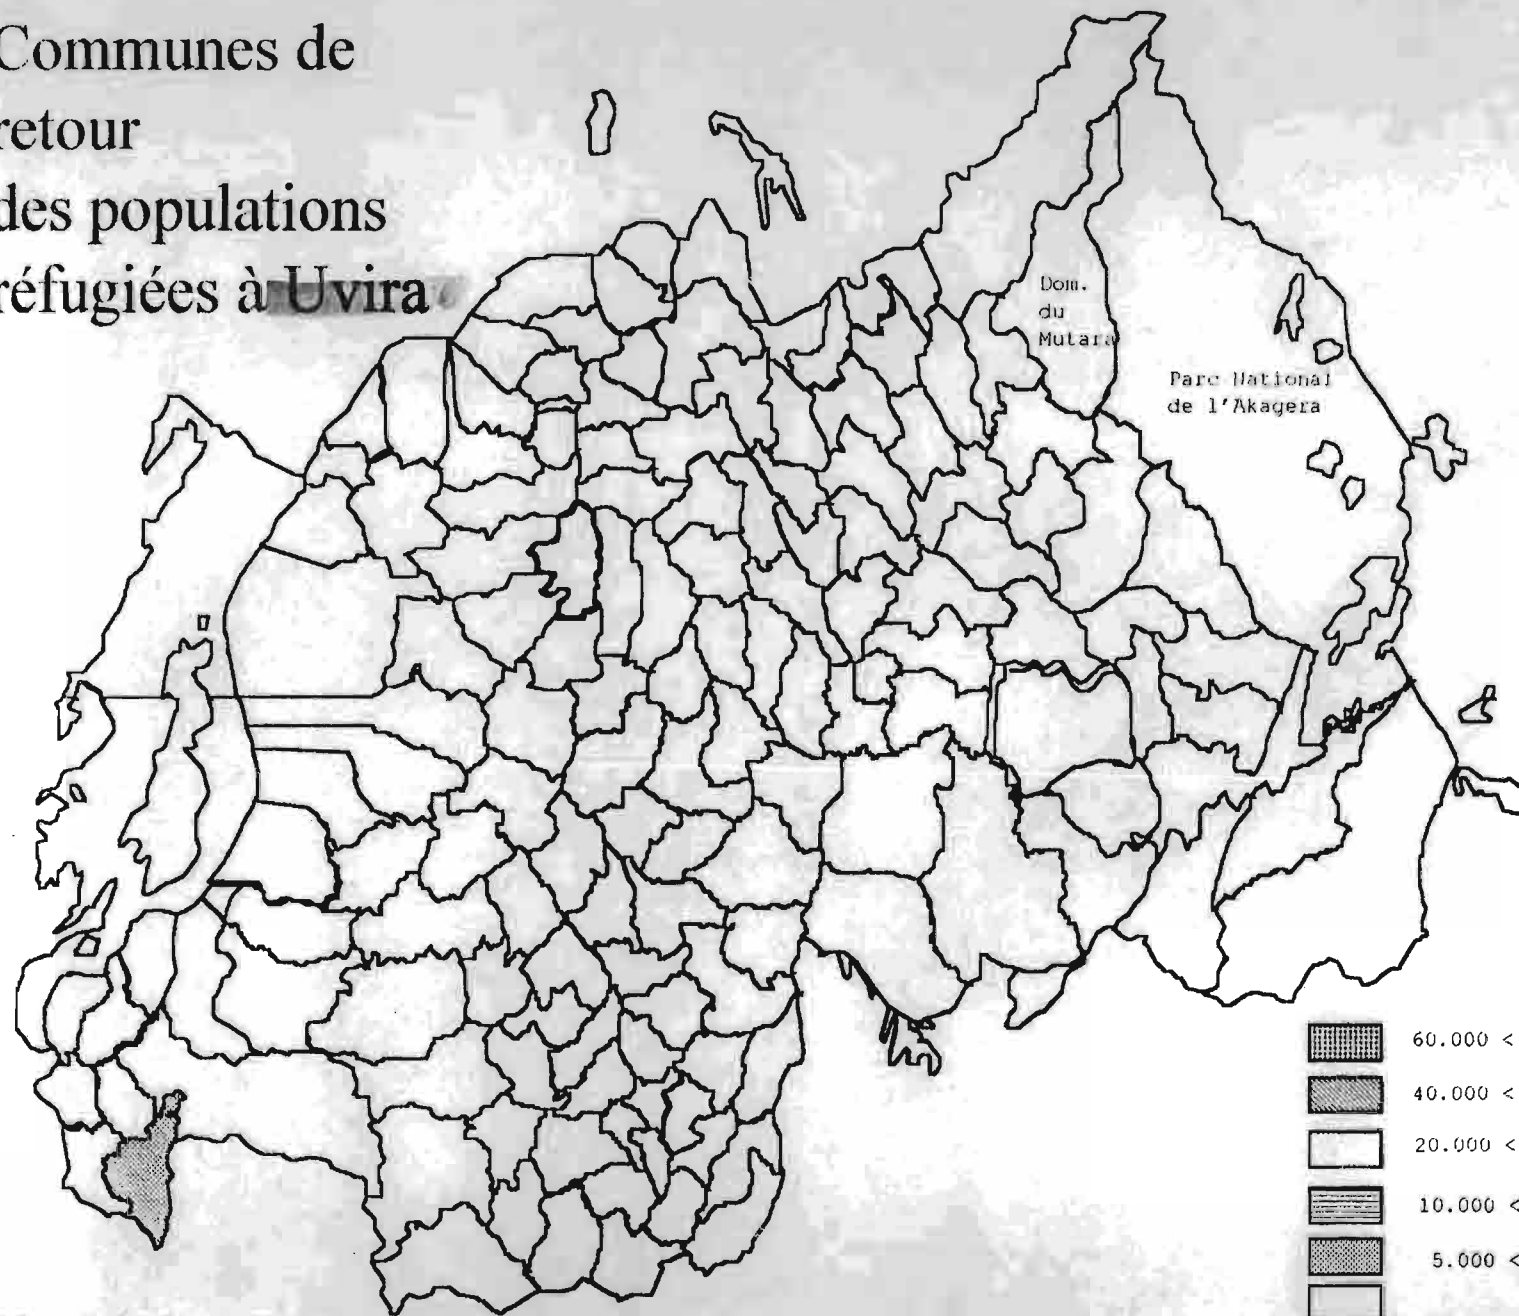 Communes de
retour
des populations
réfugiées à Uvira
Dom.
du
Mutara
Parc National
de l'Akagera
60.000 <
40.000 <
20.000 <
10.000 <
5.000 <